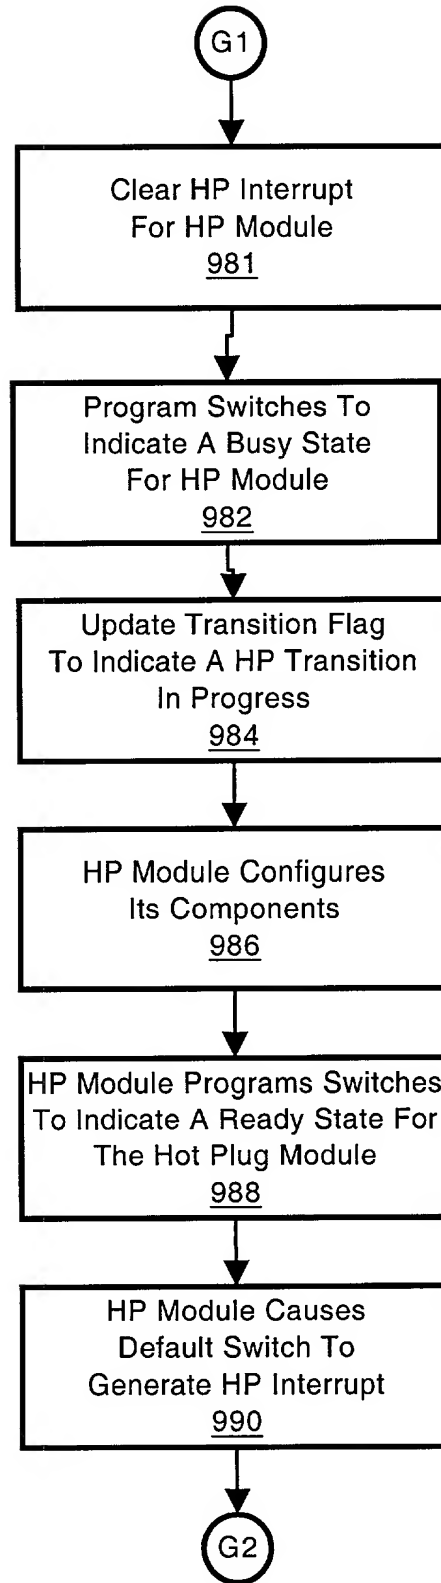 G1
Clear HP Interrupt
For HP Module
981
Program Switches To
Indicate A Busy State
For HP Module
982
Update Transition Flag
To Indicate A HP Transition
In Progress
984
HP Module Configures
Its Components
986
HP Module Programs Switches
To Indicate A Ready State For
The Hot Plug Module
988
HP Module Causes
Default Switch To
Generate HP Interrupt
990
G2